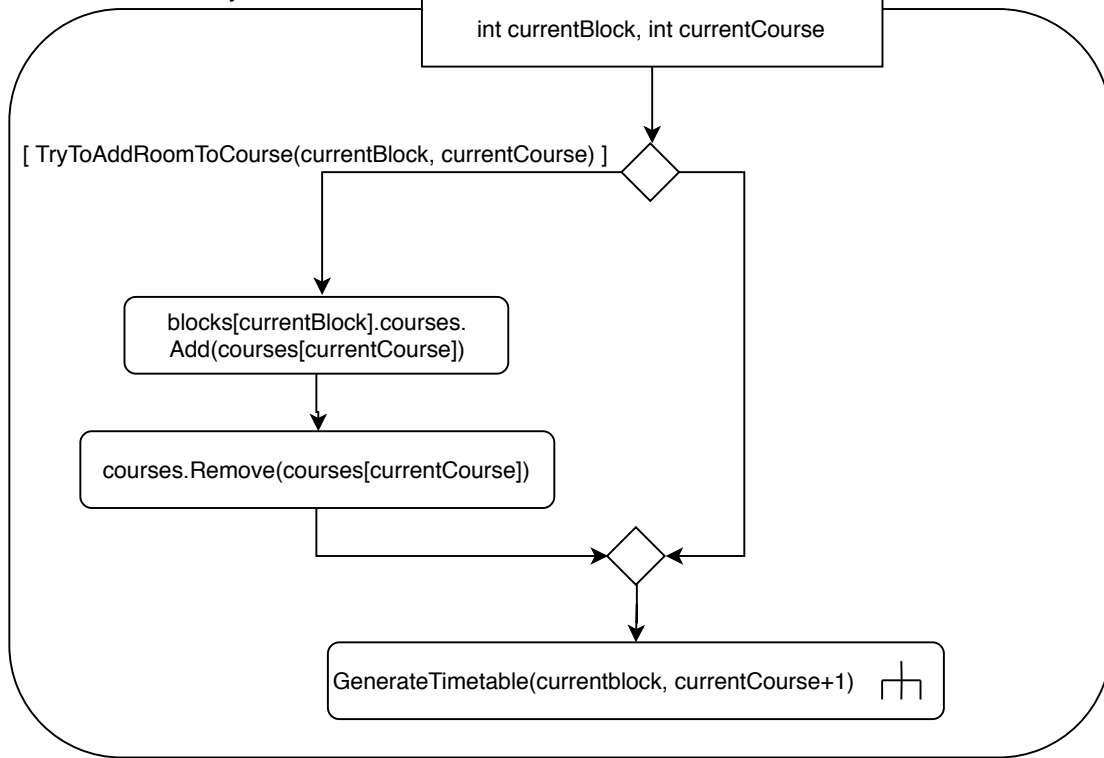 int currentBlock, int currentCourse
[ TryToAddRoomToCourse(currentBlock, currentCourse) ]
blocks[currentBlock].courses.
Add(courses[currentCourse])
courses.Remove(courses[currentCourse])
GenerateTimetable(currentblock, currentCourse+1)